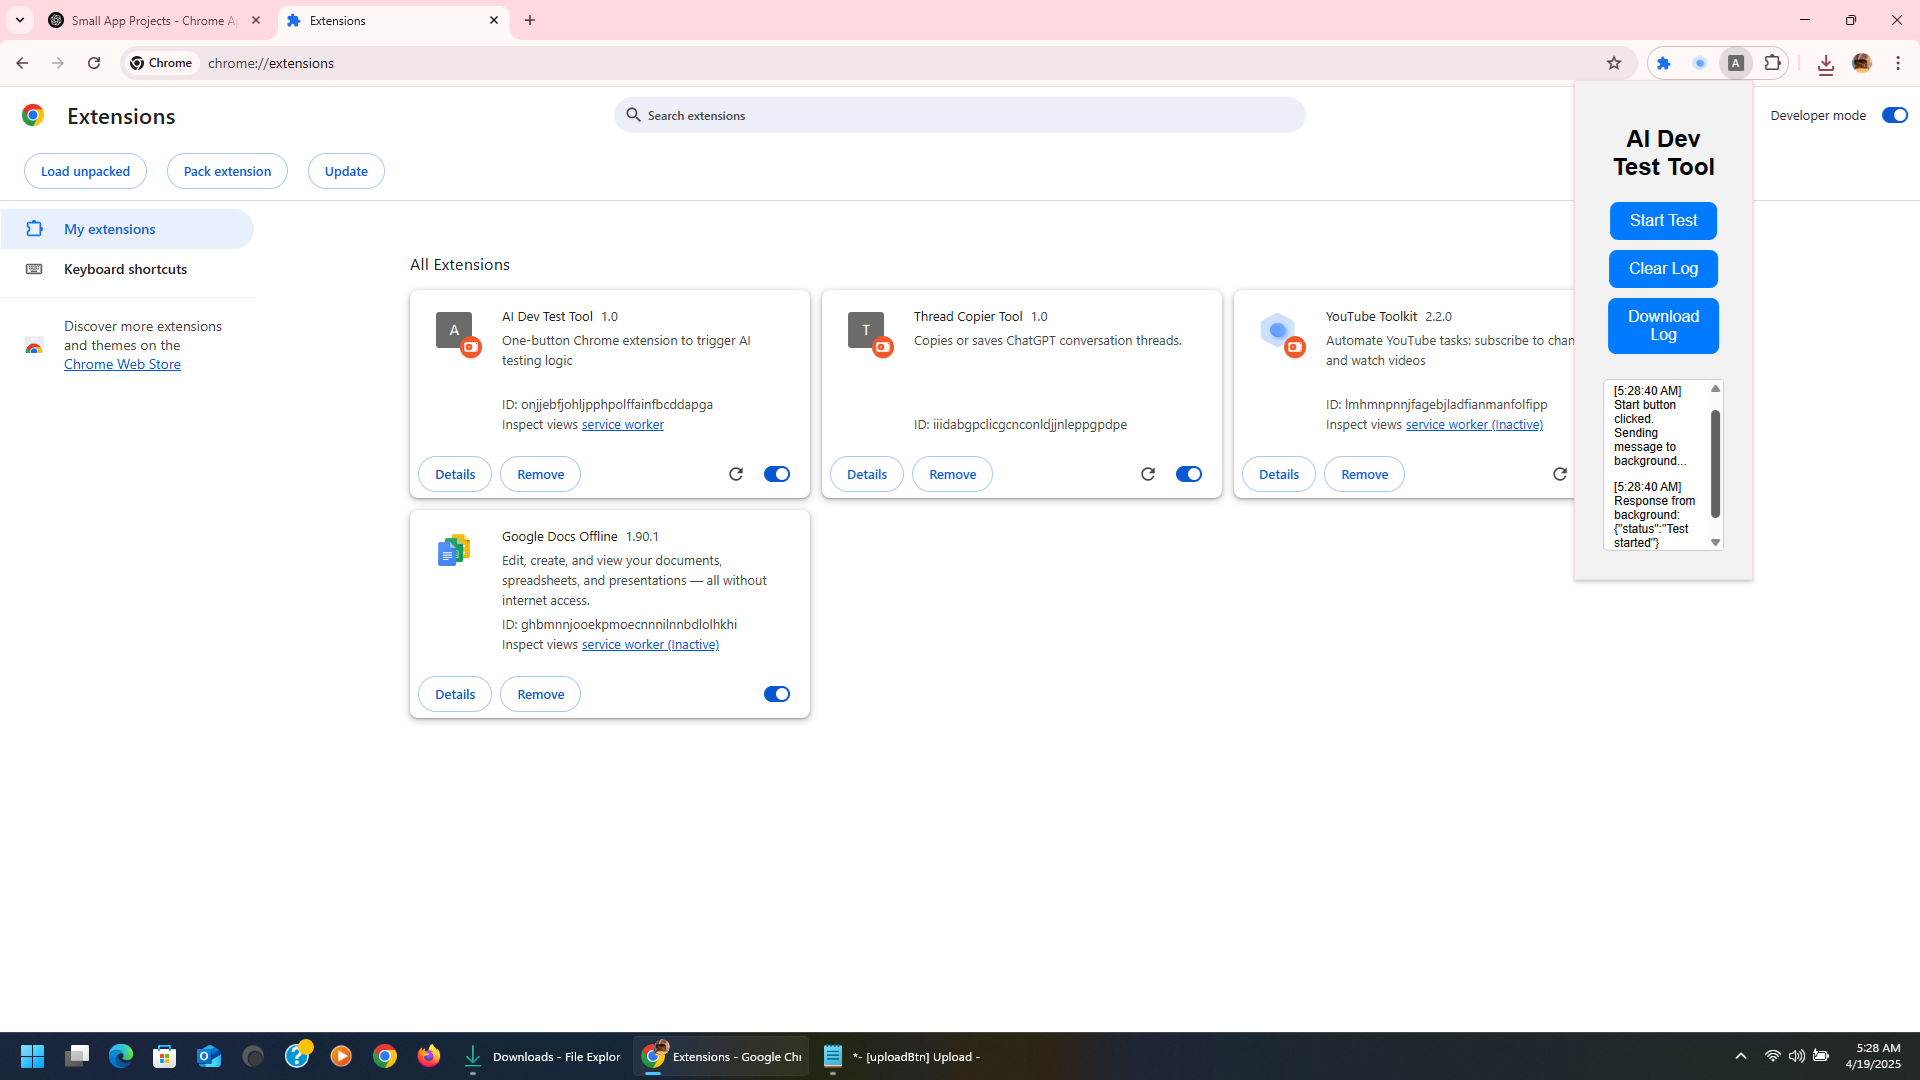 Small App Projects - Chrome A
Extensions
Chrome
chrome://extensions
A
Extensions
Search extensions
Developer mode
Load unpacked
Pack extension
Update
My extensions
Keyboard shortcuts
Discover more extensions
and themes on the
Chrome Web Store
All Extensions
A
AI Dev Test Tool 1.0
One-button Chrome extension to trigger AI
testing logic
ID: onjjebfjohljpphpolffainfbcddapga
Inspect views service worker
Details
Remove
T
Thread Copier Tool 1.0
Copies or saves ChatGPT conversation threads.
ID: iiidabgpclicgcnconldjjnleppgpdpe
Details
Remove
YouTube Toolkit 2.2.0
Automate YouTube tasks: subscribe to chan
and watch videos
ID: lmhmnpnnjfagebjladfianmanfolfipp
Inspect views service worker (Inactive)
Details
Remove
Google Docs Offline 1.90.1
Edit, create, and view your documents,
spreadsheets, and presentations — all without
internet access.
ID: ghbmnnjooekpmoecnnnilnnbdlolhkhi
Inspect views service worker (Inactive)
Details
Remove
AI Dev
Test Tool
Start Test
Clear Log
Download
Log
[5:28:40 AM]
Start button
clicked.
Sending
message to
background...
[5:28:40 AM]
Response from
background:
{"status":"Test
started"}
Downloads - File Explor
Extensions - Google Chr
*- [uploadBtn] Upload -
5:28 AM
4/19/2025